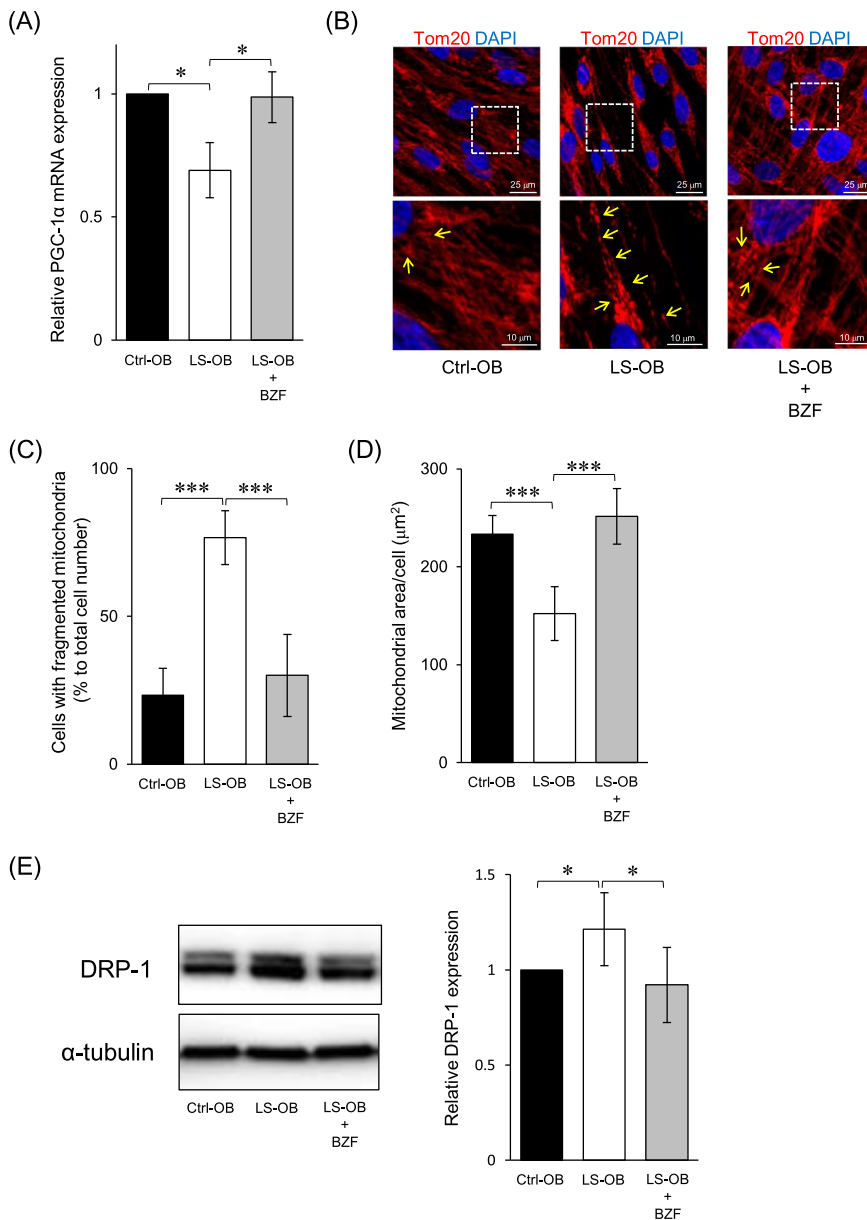 (A)
Relative PGC-1α mRNA expression
1
0.5
0
*
*
Ctrl-OB
LS-OB
LS-OB
+
BZF
(B)
Tom20 DAPI
Tom20 DAPI
Tom20 DAPI
25 μm
25 μm
25 μm
10 μm
10 μm
10 μm
Ctrl-OB
LS-OB
LS-OB
+
BZF
(C)
Cells with fragmented mitochondria
(% to total cell number)
100
50
0
***
***
Ctrl-OB
LS-OB
LS-OB
+
BZF
(D)
Mitochondrial area/cell (μm²)
300
200
100
0
***
***
Ctrl-OB
LS-OB
LS-OB
+
BZF
(E)
DRP-1
α-tubulin
Ctrl-OB
LS-OB
LS-OB
+
BZF
Relative DRP-1 expression
1.5
1
0.5
0
*
*
Ctrl-OB
LS-OB
LS-OB
+
BZF